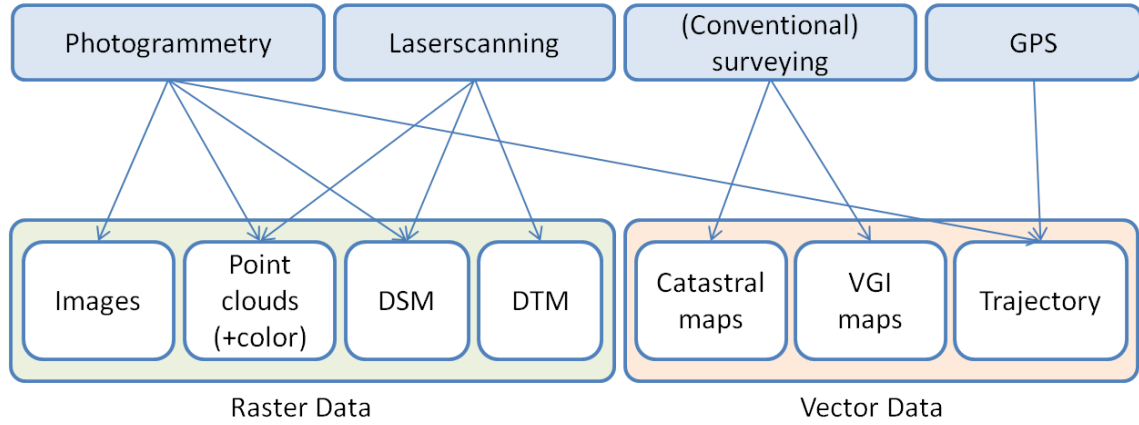 Photogrammetry
Laserscanning
(Conventional)
surveying
GPS
Images
Point
clouds
(+color)
DSM
DTM
Catastral
maps
VGI
maps
Trajectory
Raster Data
Vector Data